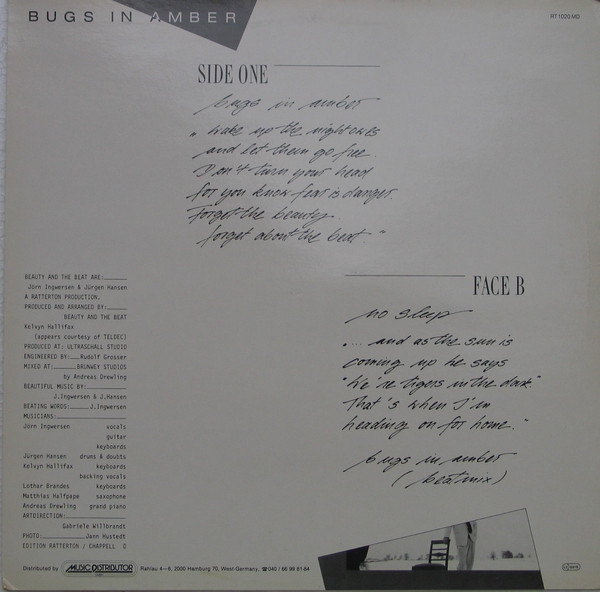 BUGS IN AMBER
RT 1020 MD
SIDE ONE
bugs in amber
"wake up the night owls
and let them go free.
Don't turn your head
for you know fear is danger.
Forget the beauty
forget about the beat."
FACE B
no sleep
"... and as the sun is
coming up he says
"We're tigers in the dark"
That's when I'm
heading on for home."
bugs in amber
(beatmix)
BEAUTY AND THE BEAT ARE:
Jörn Ingwersen & Jürgen Hansen
A RATTERTON PRODUCTION.
PRODUCED AND ARRANGED BY:
BEAUTY AND THE BEAT
Kelvyn Hallifax
(appears courtesy of TELDEC)
PRODUCED AT: ULTRASCHALL STUDIO
ENGINEERED BY: Rudolf Grosser
MIXED AT: BRUNWEY STUDIOS
by Andreas Drewling
BEAUTIFUL MUSIC BY:
J.Ingwersen & J.Hansen
BEATING WORDS: J.Ingwersen
MUSICIANS:
Jörn Ingwersen vocals
guitar
keyboards
Jürgen Hansen drums & doubts
Kelvyn Hallifax keyboards
backing vocals
Lothar Brandes keyboards
Matthias Halfpape saxophone
Andreas Drewling grand piano
ARTDIRECTION:
Gabriele Willbrandt
PHOTO: Jann Hustedt
EDITION RATTERTON / CHAPPELL
Distributed by MUSIC DISTRIBUTOR Rahlau 4–6, 2000 Hamburg 70, West Germany, ☎040 / 66 99 81-84